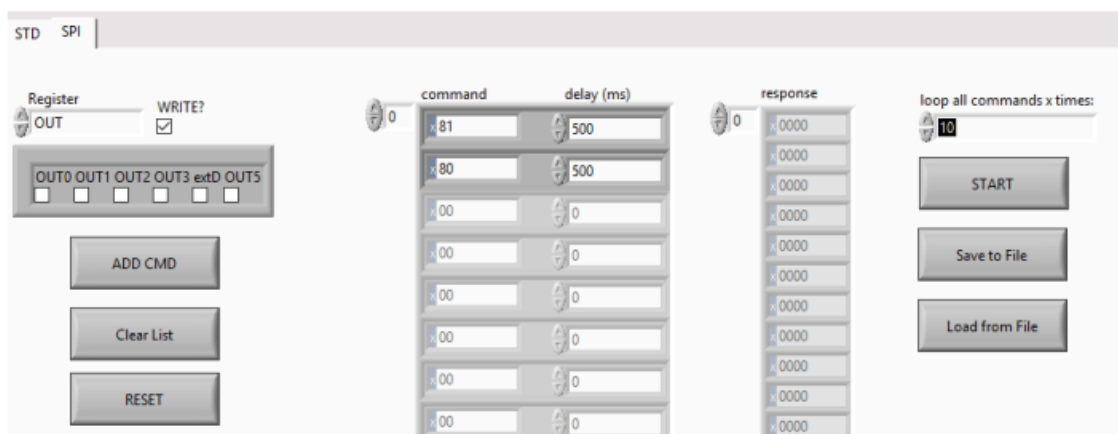 STD SPI
Register
OUT
WRITE?
OUT0 OUT1 OUT2 OUT3 extD OUT5
ADD CMD
Clear List
RESET
command delay (ms)
0
x 81 500
x 80 500
x 00 0
x 00 0
x 00 0
x 00 0
x 00 0
x 00 0
response
0
x 0000
x 0000
x 0000
x 0000
x 0000
x 0000
x 0000
x 0000
x 0000
x 0000
x 0000
loop all commands x times:
10
START
Save to File
Load from File